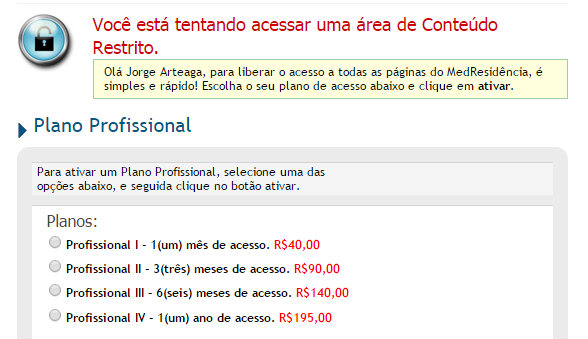 Você está tentando acessar uma área de Conteúdo
Restrito.
Olá Jorge Arteaga, para liberar o acesso a todas as páginas do MedResidência, é
simples e rápido! Escolha o seu plano de acesso abaixo e clique em ativar.
Plano Profissional
Para ativar um Plano Profissional, selecione uma das
opções abaixo, e seguida clique no botão ativar.
Planos:
Profissional I - 1(um) mês de acesso. R$40,00
Profissional II - 3(três) meses de acesso. R$90,00
Profissional III - 6(seis) meses de acesso. R$140,00
Profissional IV - 1(um) ano de acesso. R$195,00